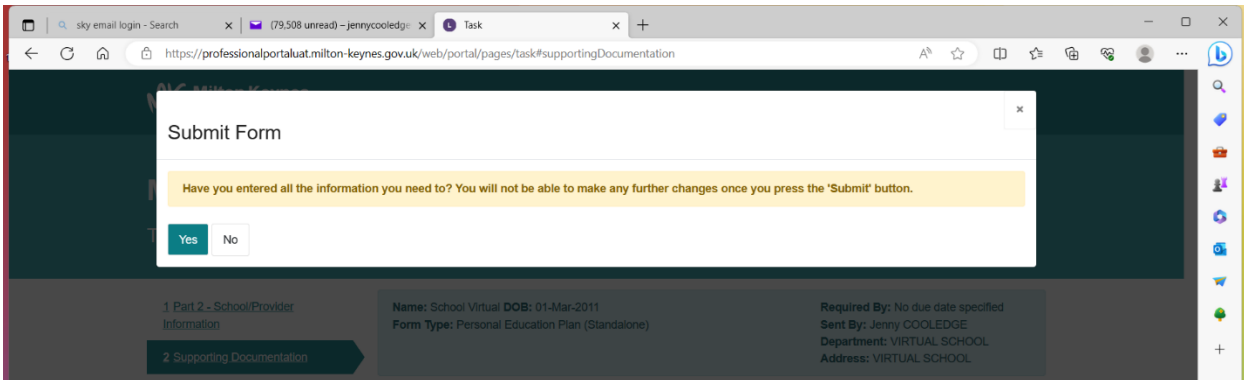 sky email login - Search
(79,508 unread) – jennycooledge
Task
https://professionalportaluat.milton-keynes.gov.uk/web/portal/pages/task#supportingDocumentation
Milton Keynes
Submit Form
Have you entered all the information you need to? You will not be able to make any further changes once you press the 'Submit' button.
Yes
No
1 Part 2 - School/Provider
Information
2 Supporting Documentation
Name: School Virtual DOB: 01-Mar-2011
Form Type: Personal Education Plan (Standalone)
Required By: No due date specified
Sent By: Jenny COOLEDGE
Department: VIRTUAL SCHOOL
Address: VIRTUAL SCHOOL